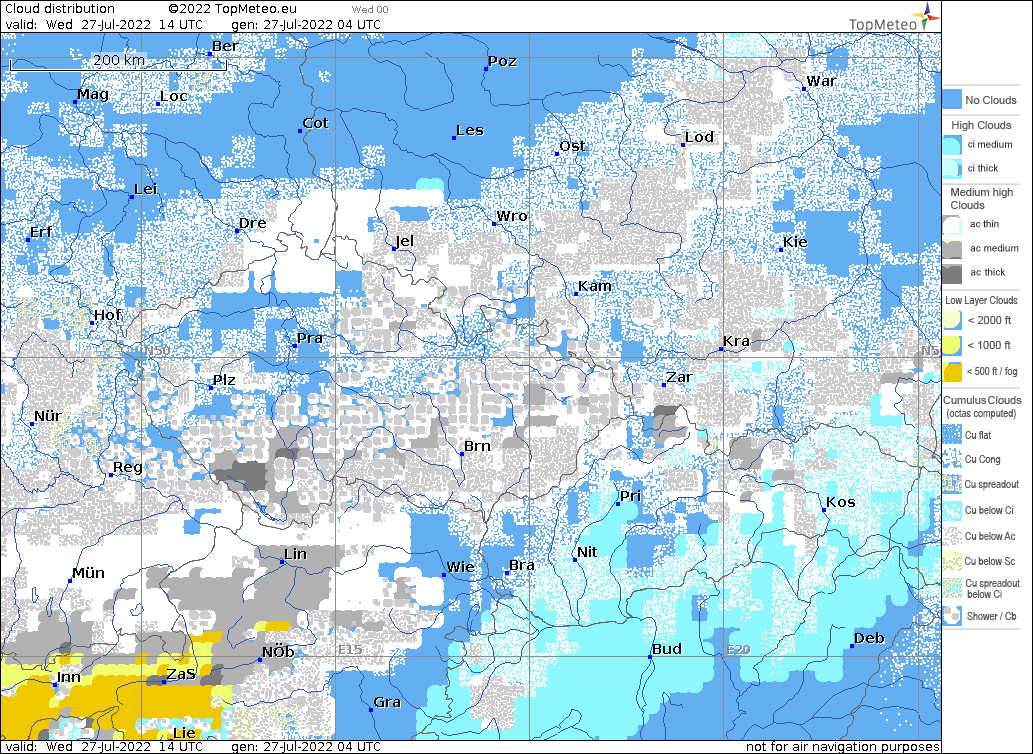 Cloud distribution ©2022 TopMeteo.eu Wed 00
valid: Wed 27-Jul-2022 14 UTC gen: 27-Jul-2022 04 UTC
TopMeteo
Ber
200 km
Poz
War
Mag
Loc
Cot
Les
Lod
Ost
Lei
Wro
Dre
Erf
Jel
Kie
Kam
Hof
Pra
Kra
N50
N5
Plz
Zar
Nür
Brn
Reg
Pri
Kos
Lin
Nit
Wie
Bra
Mün
Deb
NÖb
E15
Bud
E20
Inn
ZaS
Gra
Lie
No Clouds
High Clouds
ci medium
ci thick
Medium high
Clouds
ac thin
ac medium
ac thick
Low Layer Clouds
< 2000 ft
< 1000 ft
< 500 ft / fog
Cumulus Clouds
(octas computed)
Cu flat
Cu Cong
Cu spreadout
Cu below Ci
Cu below Ac
Cu below Sc
Cu spreadout
below Ci
Shower / Cb
valid: Wed 27-Jul-2022 14 UTC gen: 27-Jul-2022 04 UTC not for air navigation purposes